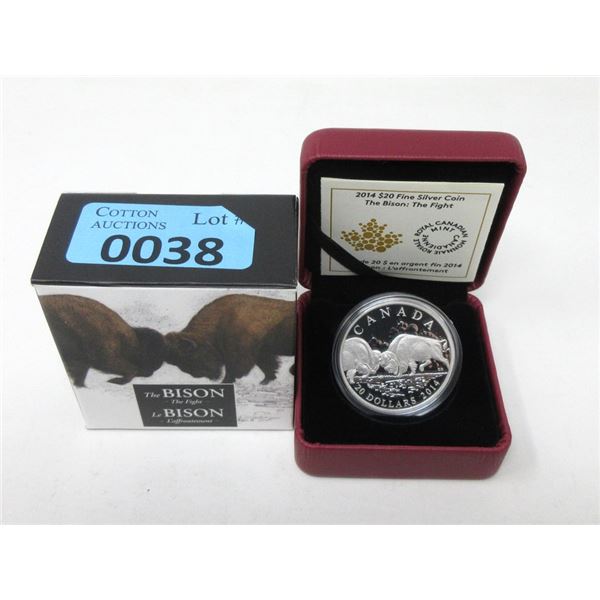 COTTON
AUCTIONS
Lot #
0038
The BISON
- The Fight
Le BISON
- L'affrontement
2014 $20 Fine Silver Coin
The Bison: The Fight
ROYAL CANADIAN MINT
MONNAIE ROYALE CANADIENNE
de 20 $ en argent fin 2014
: L'affrontement
CANADA
20 DOLLARS 2014